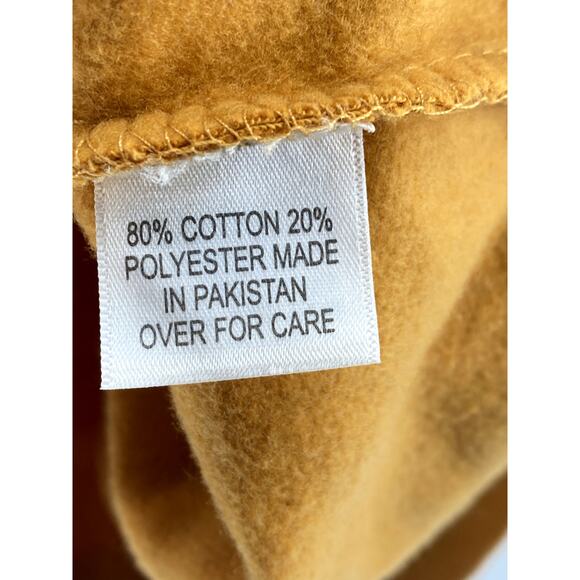 80% COTTON 20%
POLYESTER MADE
IN PAKISTAN
OVER FOR CARE